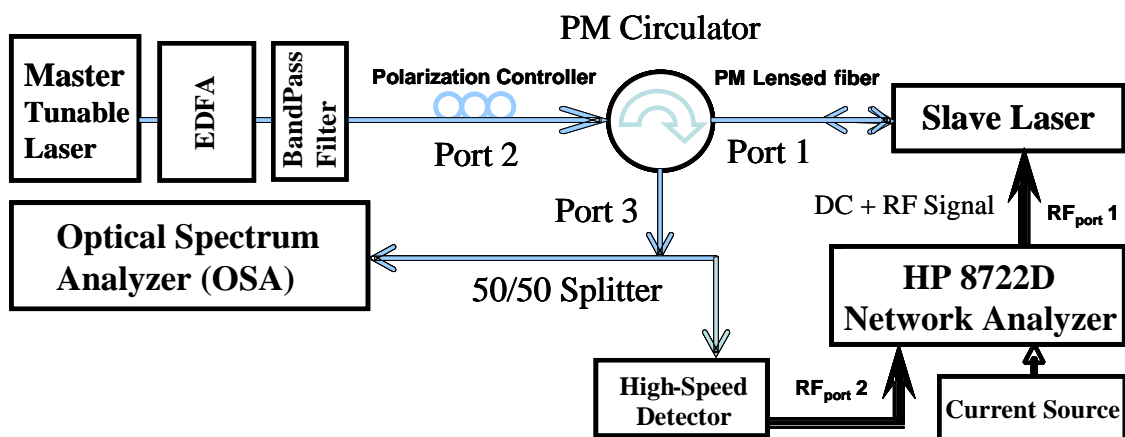 PM Circulator
Master
Tunable
Laser
EDFA
BandPass
Filter
Polarization Controller
PM Lensed fiber
Slave Laser
Port 2
Port 1
Port 3
DC + RF Signal
RFport 1
Optical Spectrum
Analyzer (OSA)
50/50 Splitter
HP 8722D
Network Analyzer
High-Speed
Detector
RFport 2
Current Source